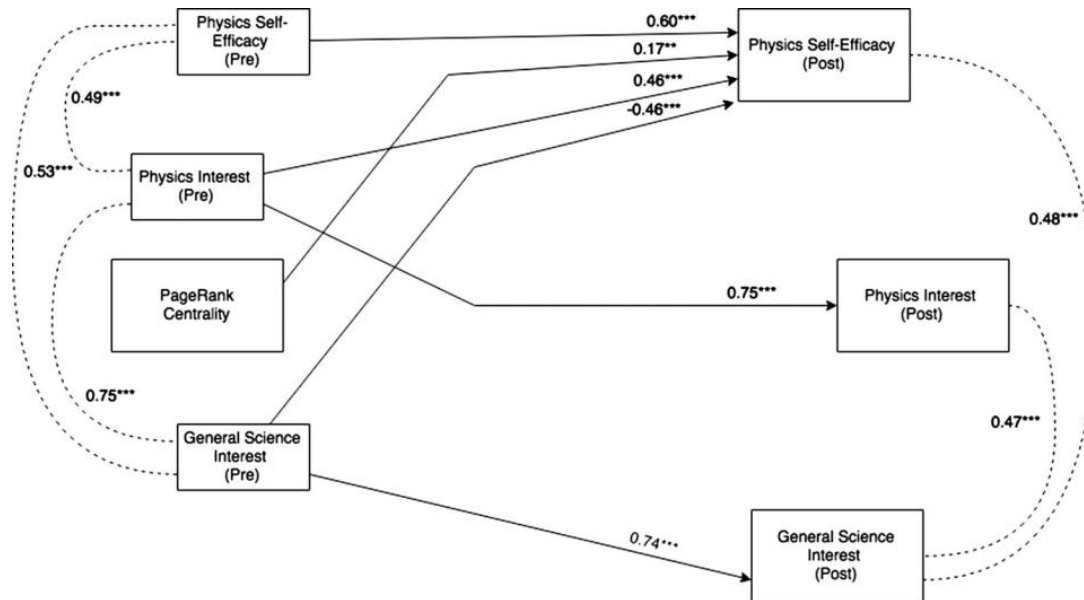 Physics Self-
Efficacy
(Pre)
0.60***
0.17**
0.46***
-0.46***
Physics Self-Efficacy
(Post)
0.49***
0.53***
Physics Interest
(Pre)
0.48***
PageRank
Centrality
0.75***
Physics Interest
(Post)
0.75***
0.47***
General Science
Interest
(Pre)
0.74***
General Science
Interest
(Post)